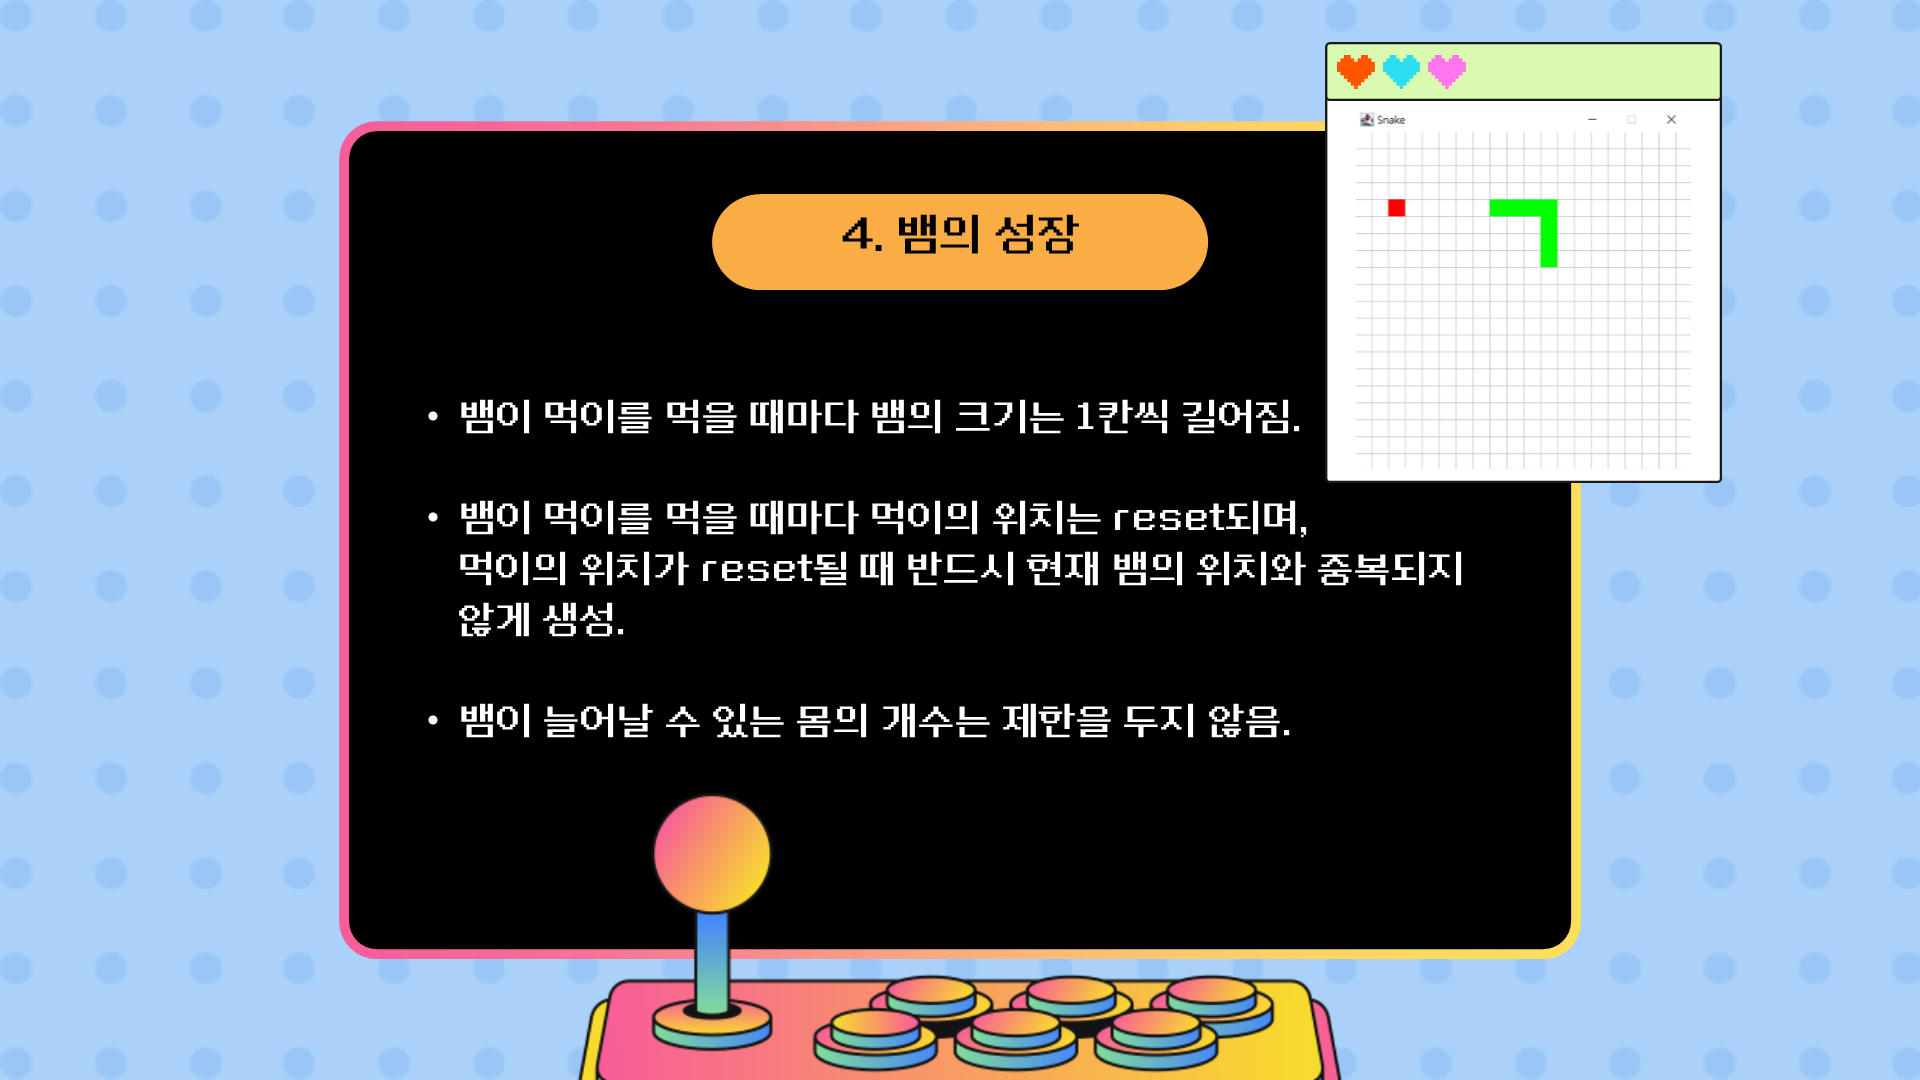 Snake
4. 뱀의 성장
• 뱀이 먹이를 먹을 때마다 뱀의 크기는 1칸씩 길어짐.
• 뱀이 먹이를 먹을 때마다 먹이의 위치는 reset되며,
먹이의 위치가 reset될 때 반드시 현재 뱀의 위치와 중복되지
않게 생성.
• 뱀이 늘어날 수 있는 몸의 개수는 제한을 두지 않음.